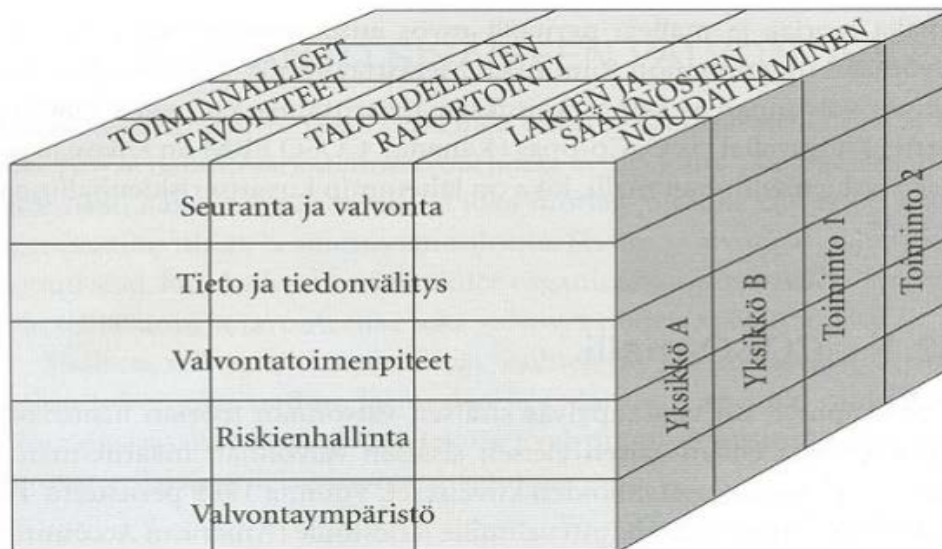 TOIMINNALLISET
TAVOITTEET
TALOUDELLINEN
RAPORTOINTI
LAKIEN JA
SÄÄNNÖSTEN
NOUDATTAMINEN
Seuranta ja valvonta
Tieto ja tiedonvälitys
Valvontatoimenpiteet
Riskienhallinta
Valvontaympäristö
Yksikkö A
Yksikkö B
Toiminto 1
Toiminto 2